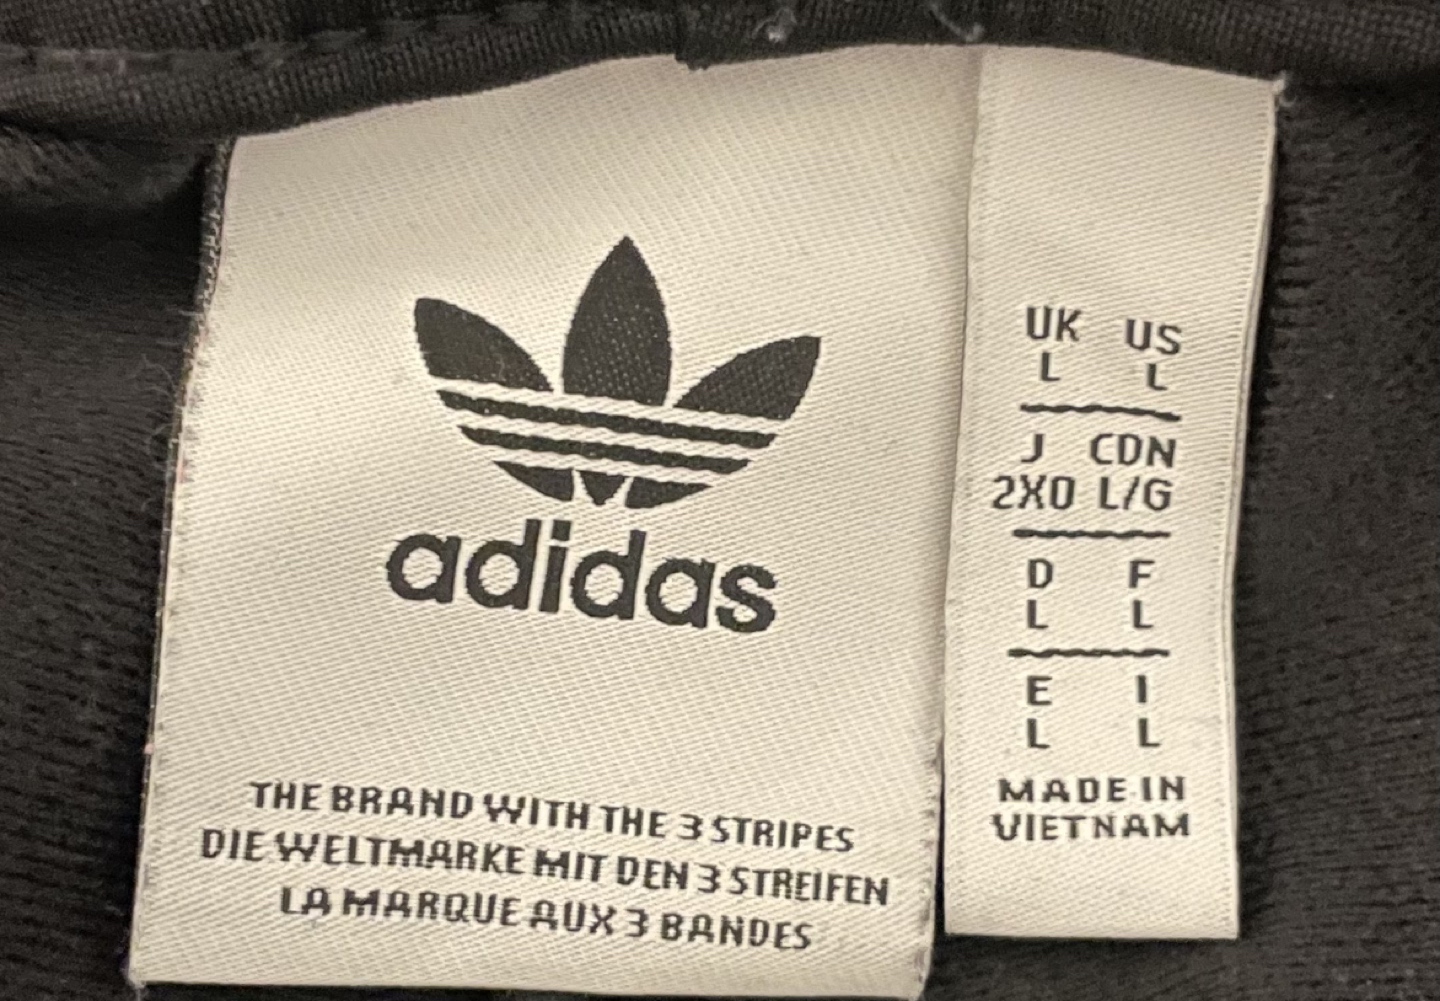 adidas
THE BRAND WITH THE 3 STRIPES
DIE WELTMARKE MIT DEN 3 STREIFEN
LA MARQUE AUX 3 BANDES
UK US
L L
J CDN
2XO L/G
D F
L L
E I
L L
MADE IN
VIETNAM